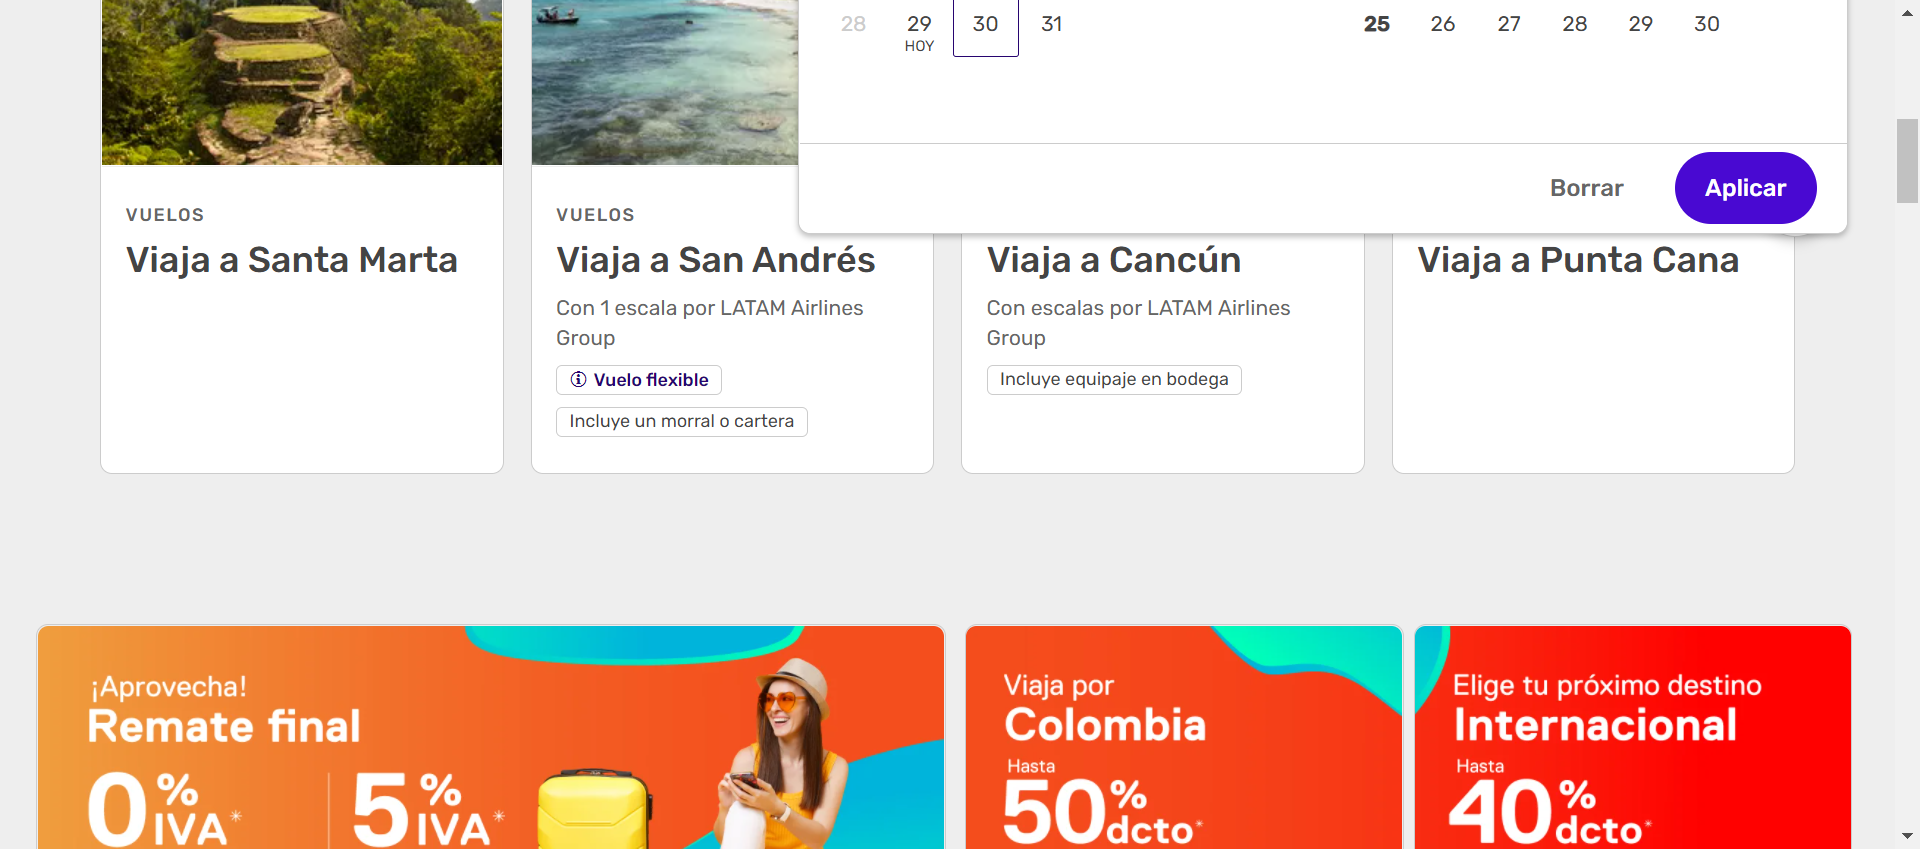 28 29 30 31 25 26 27 28 29 30
HOY
Borrar Aplicar
VUELOS
Viaja a Santa Marta
VUELOS
Viaja a San Andrés
Con 1 escala por LATAM Airlines
Group
Vuelo flexible
Incluye un morral o cartera
Viaja a Cancún
Con escalas por LATAM Airlines
Group
Incluye equipaje en bodega
Viaja a Punta Cana
¡Aprovecha!
Remate final
0% IVA* 5% IVA*
Viaja por
Colombia
Hasta
50% dcto*
Elige tu próximo destino
Internacional
Hasta
40% dcto*